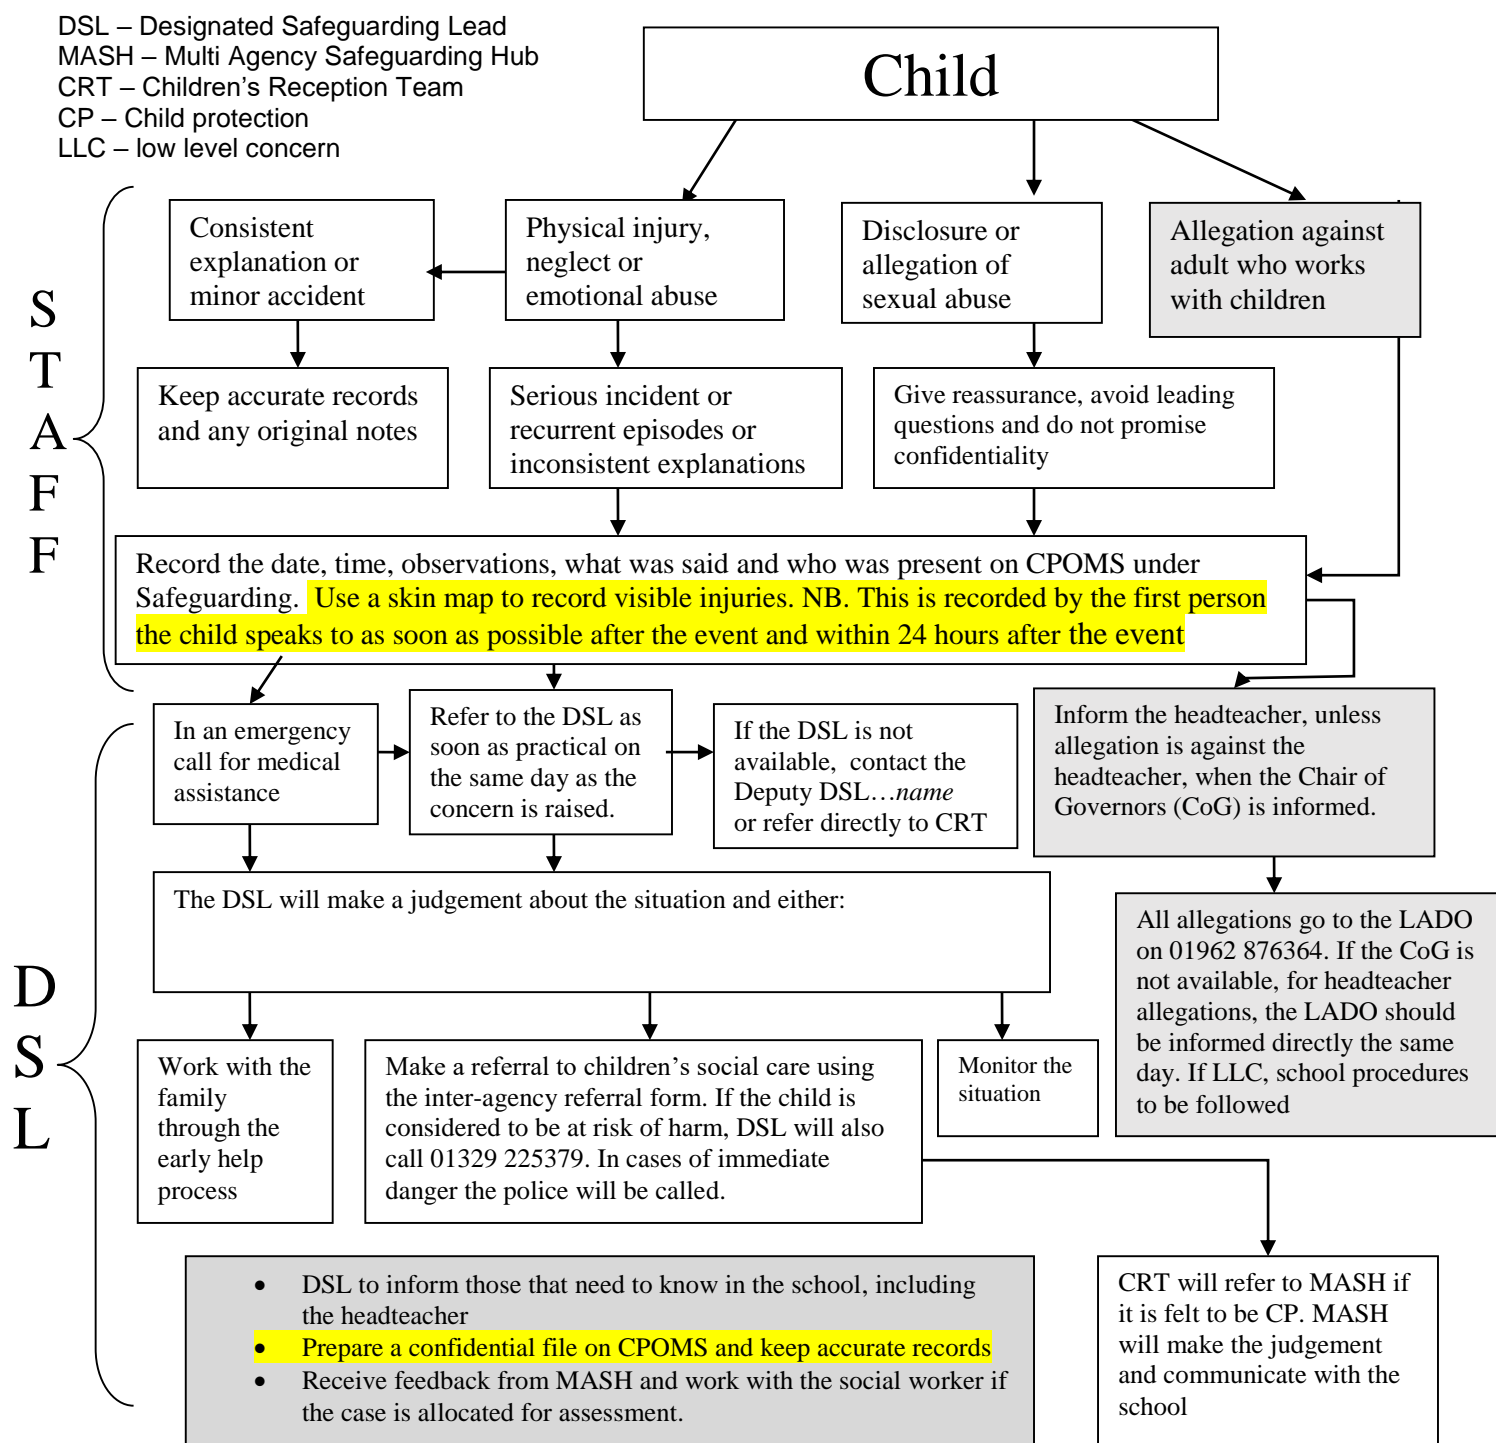 DSL – Designated Safeguarding Lead
MASH – Multi Agency Safeguarding Hub
CRT – Children's Reception Team
CP – Child protection
LLC – low level concern
Child
S
T
A
F
F
Consistent
explanation or
minor accident
Physical injury,
neglect or
emotional abuse
Disclosure or
allegation of
sexual abuse
Allegation against
adult who works
with children
Keep accurate records
and any original notes
Serious incident or
recurrent episodes or
inconsistent explanations
Give reassurance, avoid leading
questions and do not promise
confidentiality
Record the date, time, observations, what was said and who was present on CPOMS under
Safeguarding.  Use a skin map to record visible injuries. NB. This is recorded by the first person
the child speaks to as soon as possible after the event and within 24 hours after the event
D
S
L
In an emergency
call for medical
assistance
Refer to the DSL as
soon as practical on
the same day as the
concern is raised.
If the DSL is not
available,  contact the
Deputy DSL…name
or refer directly to CRT
Inform the headteacher, unless
allegation is against the
headteacher, when the Chair of
Governors (CoG) is informed.
The DSL will make a judgement about the situation and either:
All allegations go to the LADO
on 01962 876364. If the CoG is
not available, for headteacher
allegations, the LADO should
be informed directly the same
day. If LLC, school procedures
to be followed
Work with the
family
through the
early help
process
Make a referral to children's social care using
the inter-agency referral form. If the child is
considered to be at risk of harm, DSL will also
call 01329 225379. In cases of immediate
danger the police will be called.
Monitor the
situation
• DSL to inform those that need to know in the school, including
the headteacher
• Prepare a confidential file on CPOMS and keep accurate records
• Receive feedback from MASH and work with the social worker if
the case is allocated for assessment.
CRT will refer to MASH if
it is felt to be CP. MASH
will make the judgement
and communicate with the
school